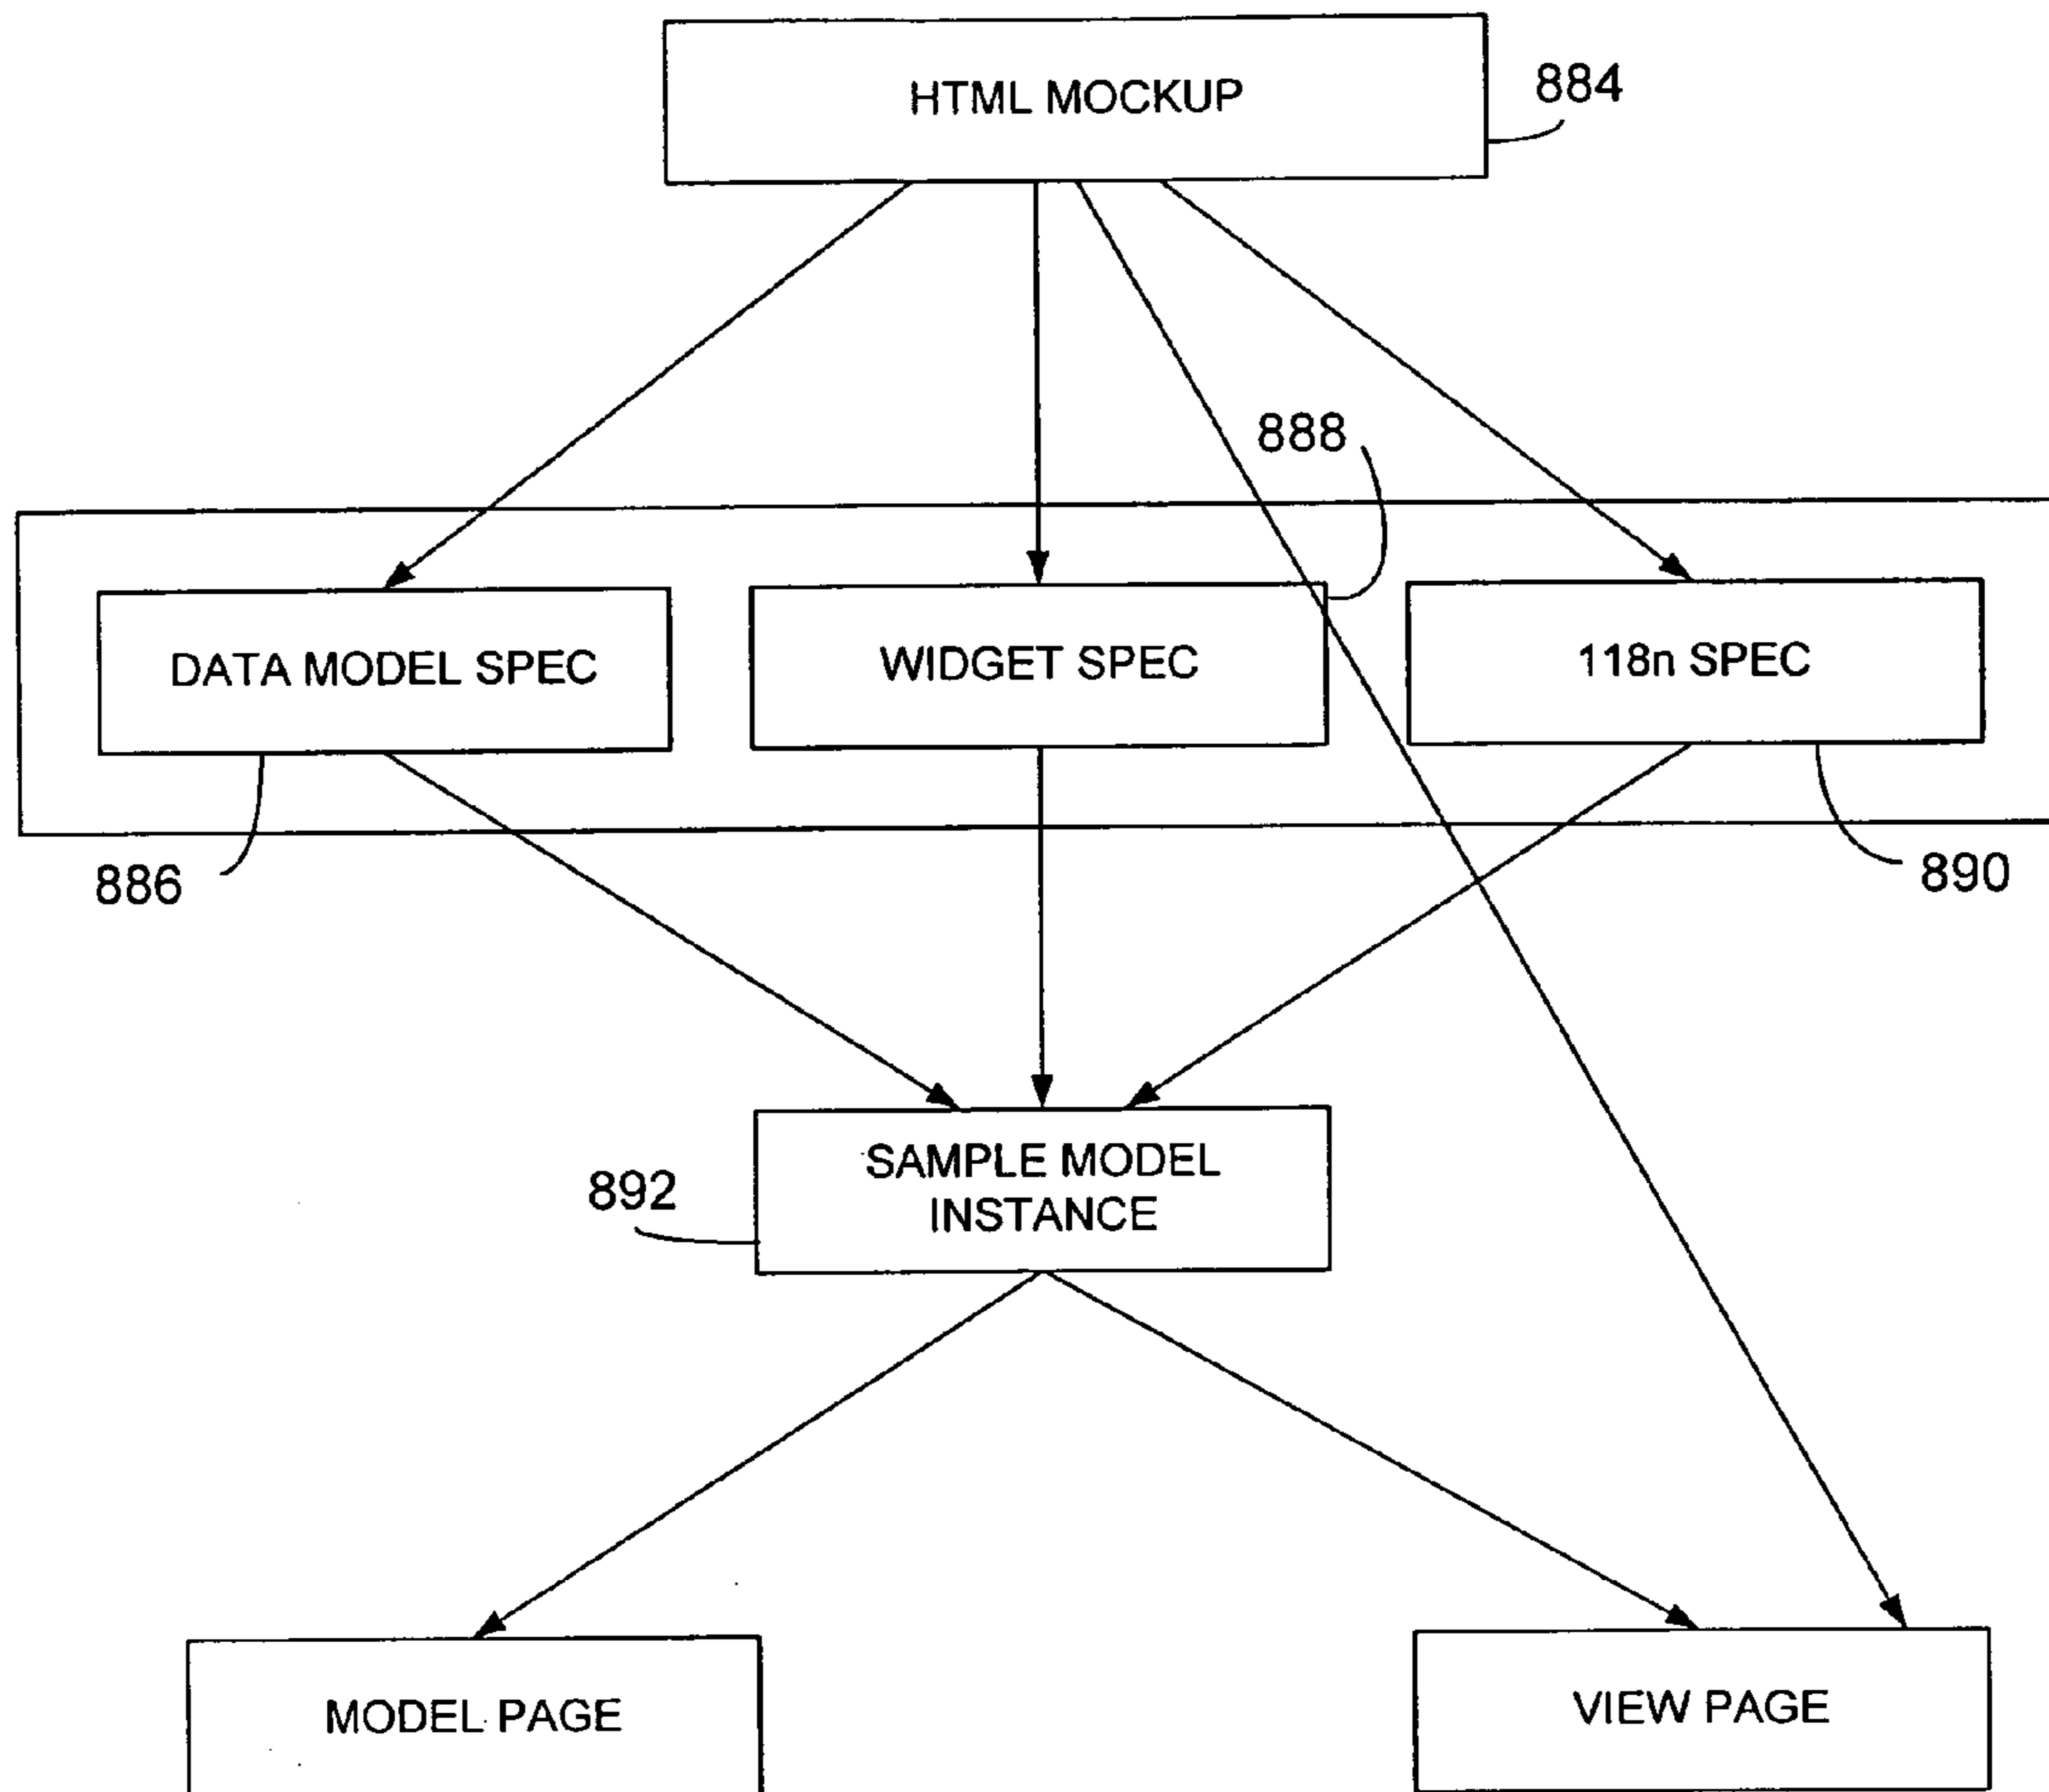 HTML MOCKUP
884
888
DATA MODEL SPEC
WIDGET SPEC
118n SPEC
886
890
892
SAMPLE MODEL
INSTANCE
MODEL PAGE
VIEW PAGE